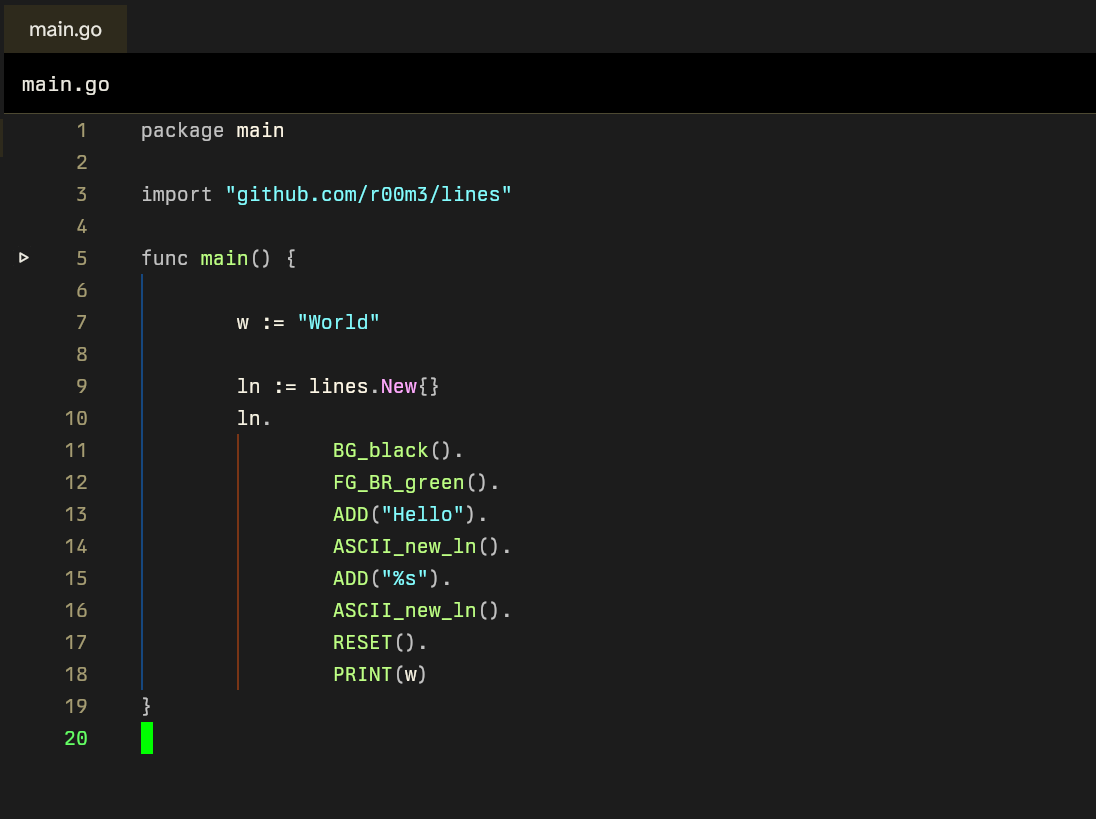 main.go
main.go
1 package main
2
3 import "github.com/r00m3/lines"
4
5 func main() {
6
7 w := "World"
8
9 ln := lines.New{}
10 ln.
11 BG_black().
12 FG_BR_green().
13 ADD("Hello").
14 ASCII_new_ln().
15 ADD("%s").
16 ASCII_new_ln().
17 RESET().
18 PRINT(w)
19 }
20